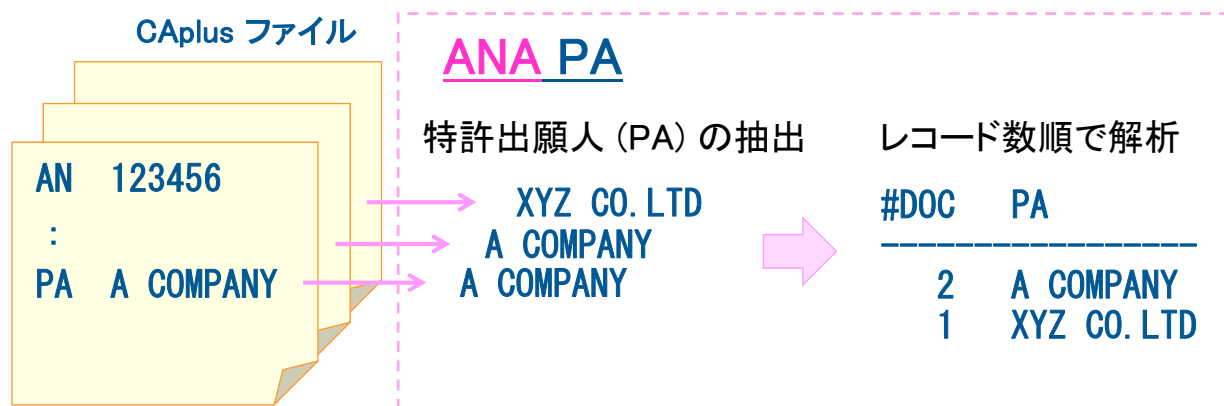 CAplus ファイル
AN 123456
:
PA A COMPANY
ANA PA
特許出願人 (PA) の抽出
XYZ CO.LTD
A COMPANY
A COMPANY
レコード数順で解析
#DOC PA
-----------------
2 A COMPANY
1 XYZ CO.LTD